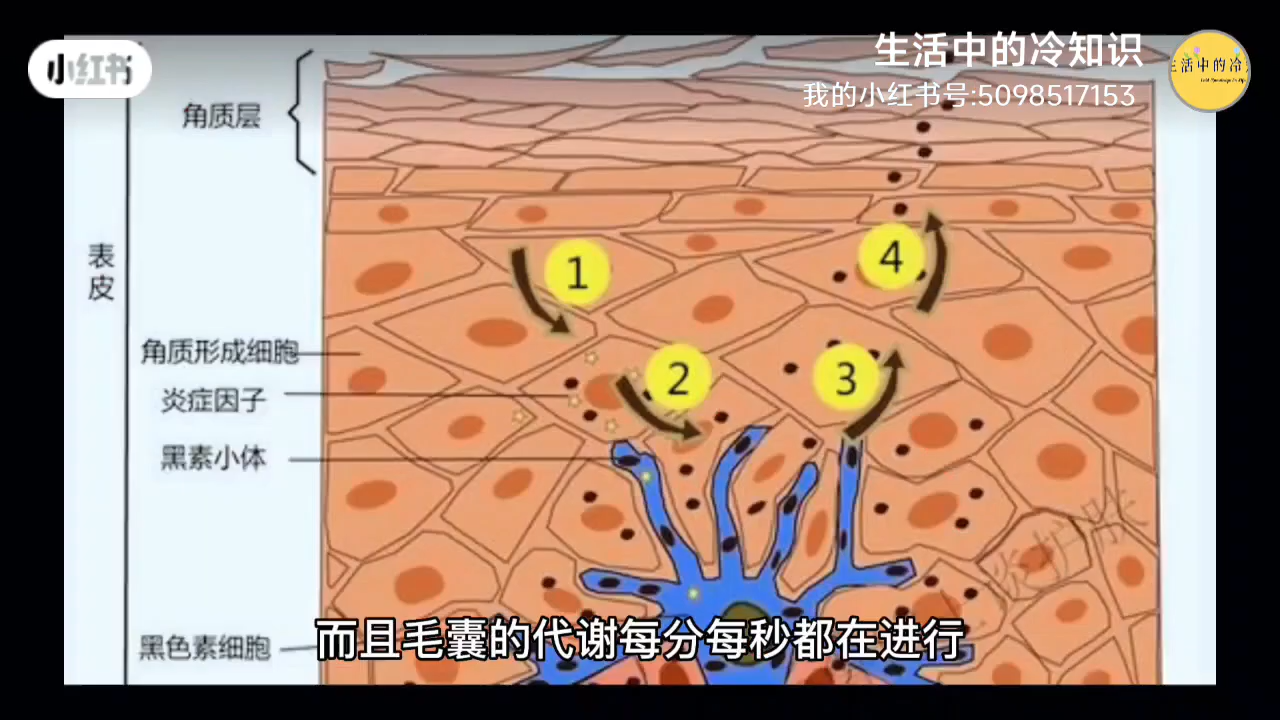 小红书
生活中的冷知识
我的小红书号:5098517153
生活中的冷
角质层
表皮
角质形成细胞
炎症因子
黑素小体
黑色素细胞
1
2
3
4
而且毛囊的代谢每分每秒都在进行